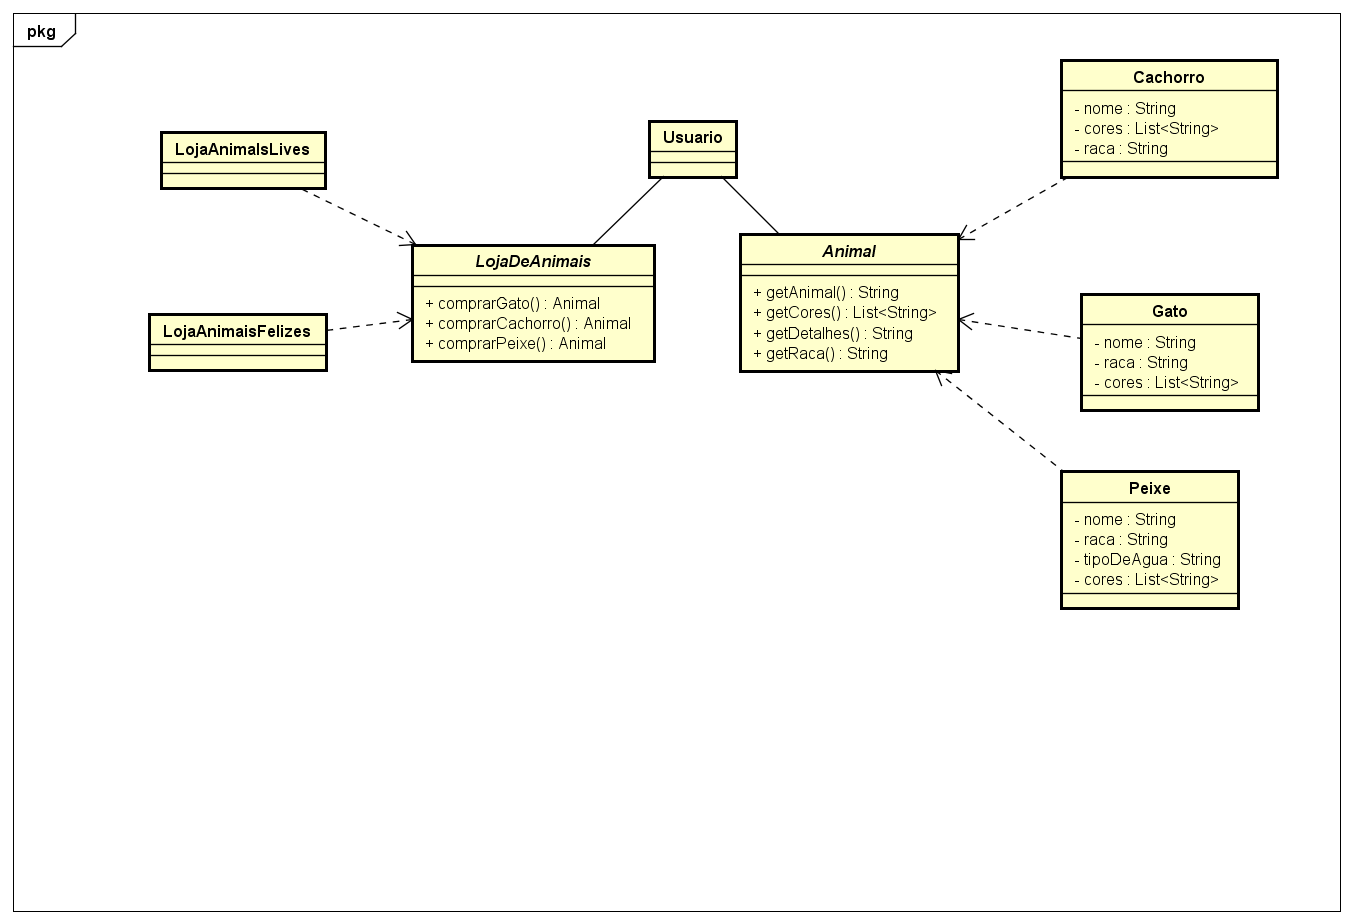 pkg
LojaAnimaIsLives
LojaAnimaisFelizes
Usuario
LojaDeAnimais
+ comprarGato() : Animal
+ comprarCachorro() : Animal
+ comprarPeixe() : Animal
Animal
+ getAnimal() : String
+ getCores() : List<String>
+ getDetalhes() : String
+ getRaca() : String
Cachorro
- nome : String
- cores : List<String>
- raca : String
Gato
- nome : String
- raca : String
- cores : List<String>
Peixe
- nome : String
- raca : String
- tipoDeAgua : String
- cores : List<String>